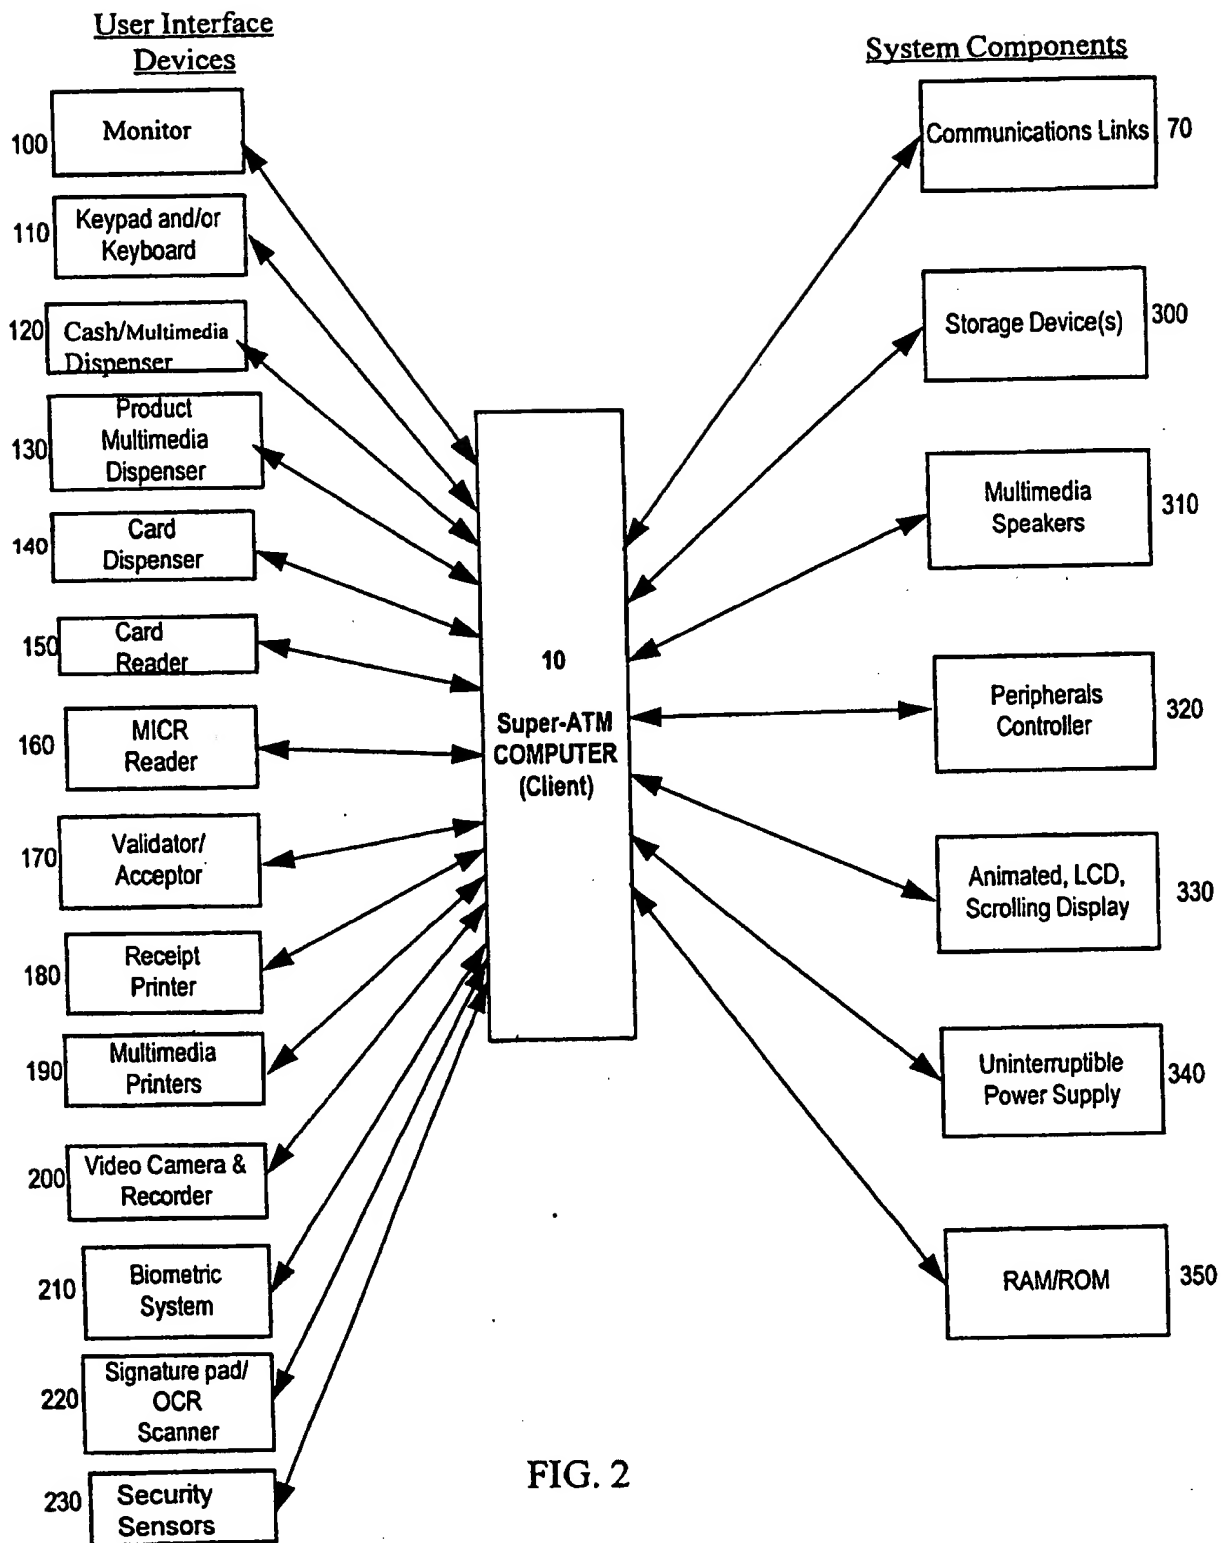 User Interface
Devices
100
Monitor
110
Keypad and/or
Keyboard
120
Cash/Multimedia
Dispenser
130
Product
Multimedia
Dispenser
140
Card
Dispenser
150
Card
Reader
160
MICR
Reader
170
Validator/
Acceptor
180
Receipt
Printer
190
Multimedia
Printers
200
Video Camera &
Recorder
210
Biometric
System
220
Signature pad/
OCR
Scanner
230
Security
Sensors
10
Super-ATM
COMPUTER
(Client)
System Components
Communications Links
70
Storage Device(s)
300
Multimedia
Speakers
310
Peripherals
Controller
320
Animated, LCD,
Scrolling Display
330
Uninterruptible
Power Supply
340
RAM/ROM
350
FIG. 2